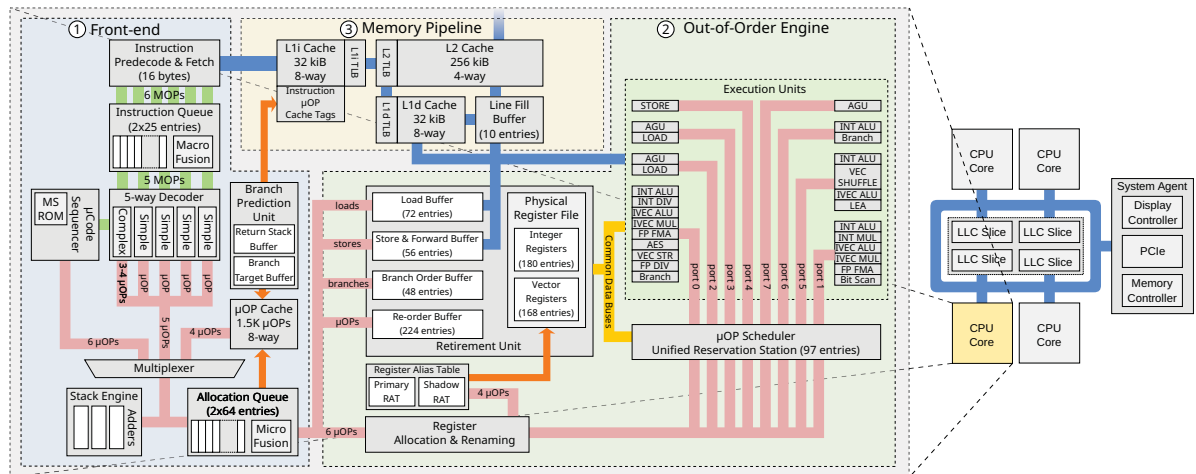 1 Front-end
Instruction
Predecode & Fetch
(16 bytes)
6 MOPs
Instruction Queue
(2x25 entries)
Macro
Fusion
5 MOPs
MS
ROM
µCode
Sequencer
5-way Decoder
Complex
Simple
Simple
Simple
Simple
3-4 µOPs
µOP
µOP
µOP
µOP
Branch
Prediction
Unit
Return Stack
Buffer
Branch
Target Buffer
µOP Cache
1.5K µOPs
8-way
6 µOPs
5 µOPs
4 µOPs
Multiplexer
Stack Engine
Adders
Allocation Queue
(2x64 entries)
Micro
Fusion
3 Memory Pipeline
L1i Cache
32 kiB
8-way
L1I TLB
Instruction
µOP
Cache Tags
L2 TLB
L2 Cache
256 kiB
4-way
L1d TLB
L1d Cache
32 kiB
8-way
Line Fill
Buffer
(10 entries)
2 Out-of-Order Engine
loads
Load Buffer
(72 entries)
stores
Store & Forward Buffer
(56 entries)
branches
Branch Order Buffer
(48 entries)
µOPs
Re-order Buffer
(224 entries)
Retirement Unit
Physical
Register File
Integer
Registers
(180 entries)
Vector
Registers
(168 entries)
Register Alias Table
Primary
RAT
Shadow
RAT
4 µOPs
6 µOPs
Register
Allocation & Renaming
Common Data Buses
Execution Units
STORE
AGU
LOAD
AGU
LOAD
INT ALU
INT DIV
IVEC ALU
IVEC MUL
FP FMA
AES
VEC STR
FP DIV
Branch
port 0
port 2
port 3
port 4
port 7
port 6
port 5
port 1
AGU
INT ALU
Branch
INT ALU
VEC
SHUFFLE
IVEC ALU
LEA
INT ALU
INT MUL
IVEC ALU
IVEC MUL
FP FMA
Bit Scan
µOP Scheduler
Unified Reservation Station (97 entries)
CPU
Core
CPU
Core
LLC Slice
LLC Slice
LLC Slice
LLC Slice
CPU
Core
CPU
Core
System Agent
Display
Controller
PCIe
Memory
Controller